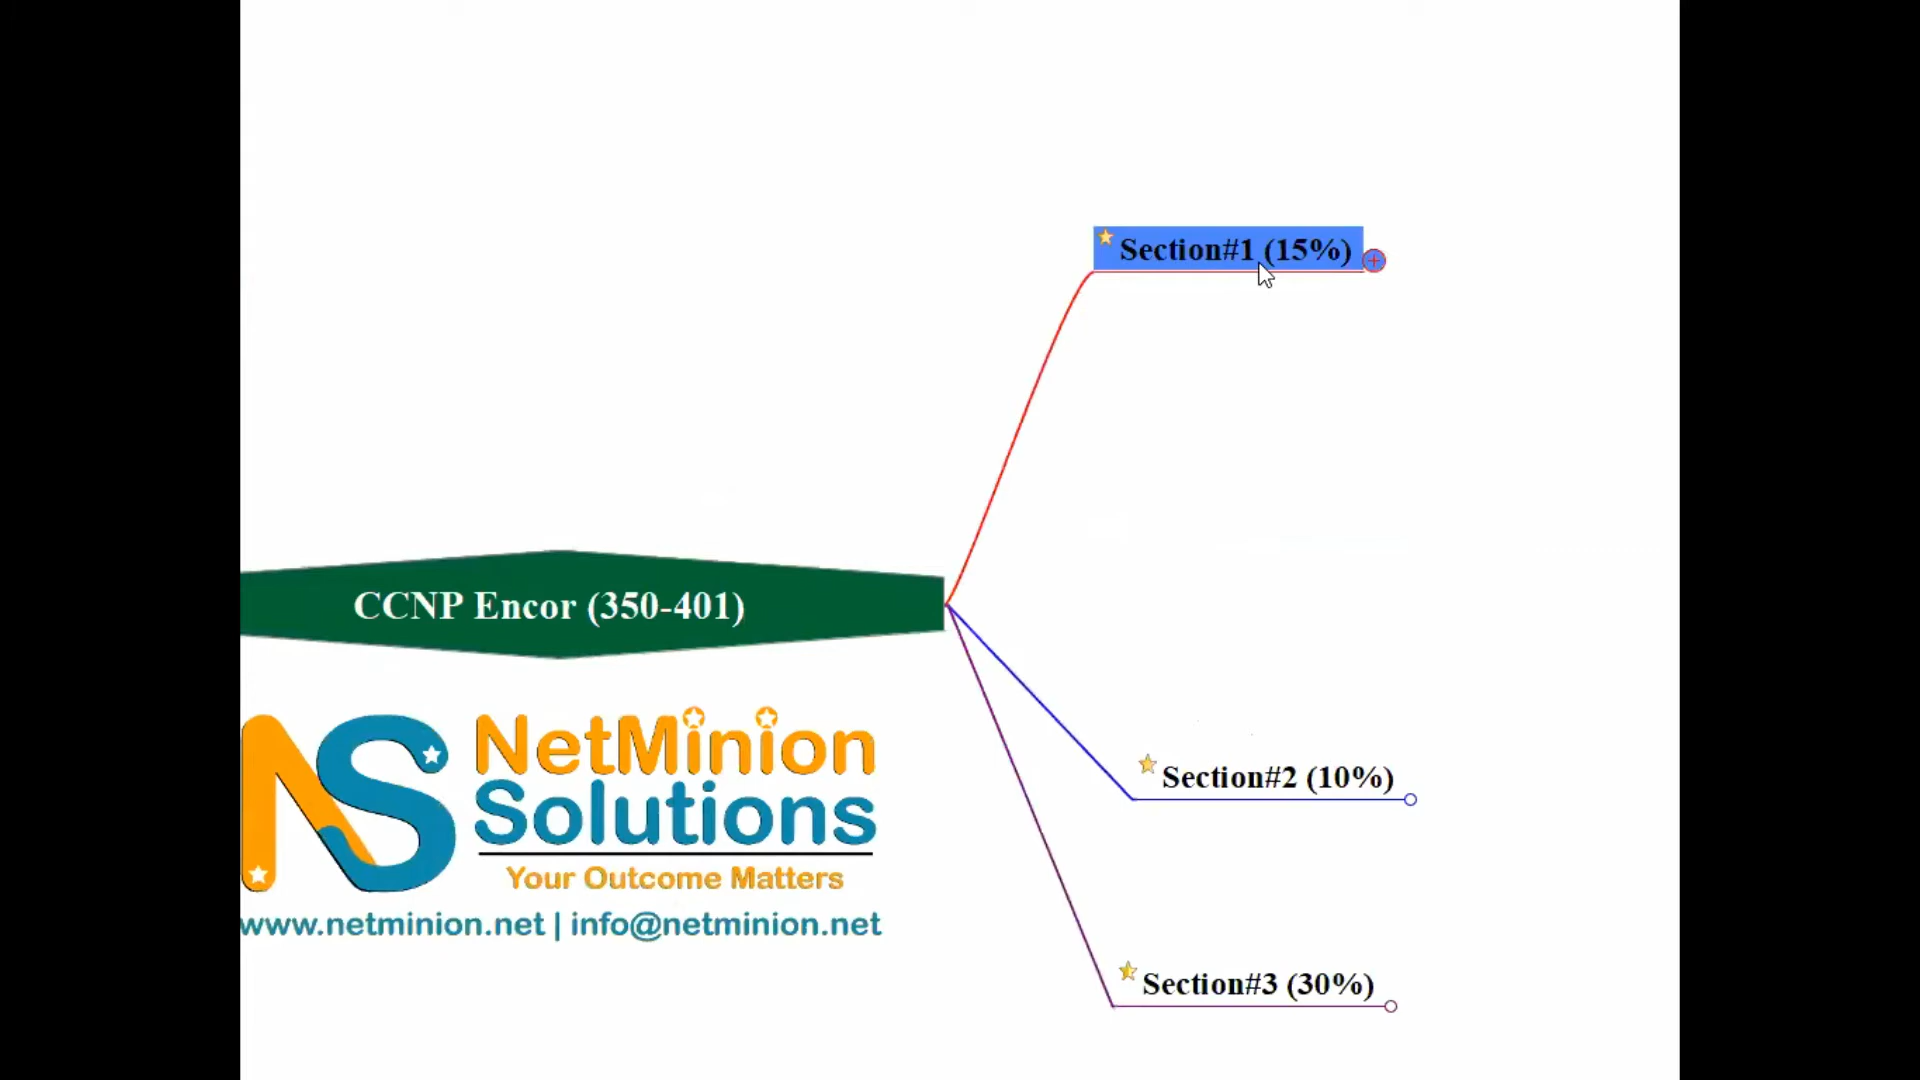 Section#1 (15%)
CCNP Encor (350-401)
NetMinion
Solutions
Your Outcome Matters
www.netminion.net | info@netminion.net
Section#2 (10%)
Section#3 (30%)